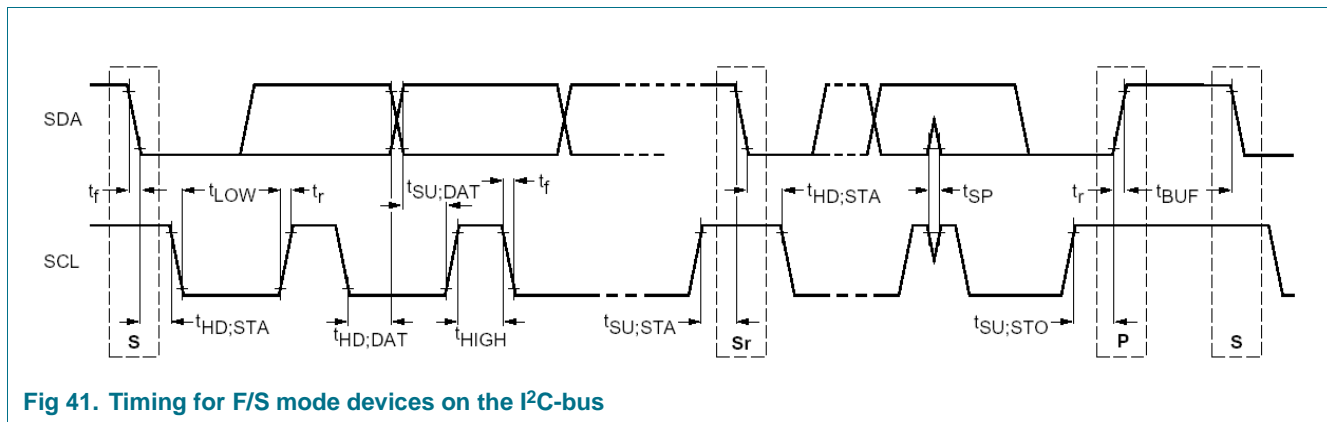 SDA
t_f t_LOW t_r t_SU;DAT t_f t_HD;STA t_SP t_r t_BUF
SCL
t_HD;STA t_HD;DAT t_HIGH t_SU;STA t_SU;STO
S Sr P S
Fig 41. Timing for F/S mode devices on the I²C-bus